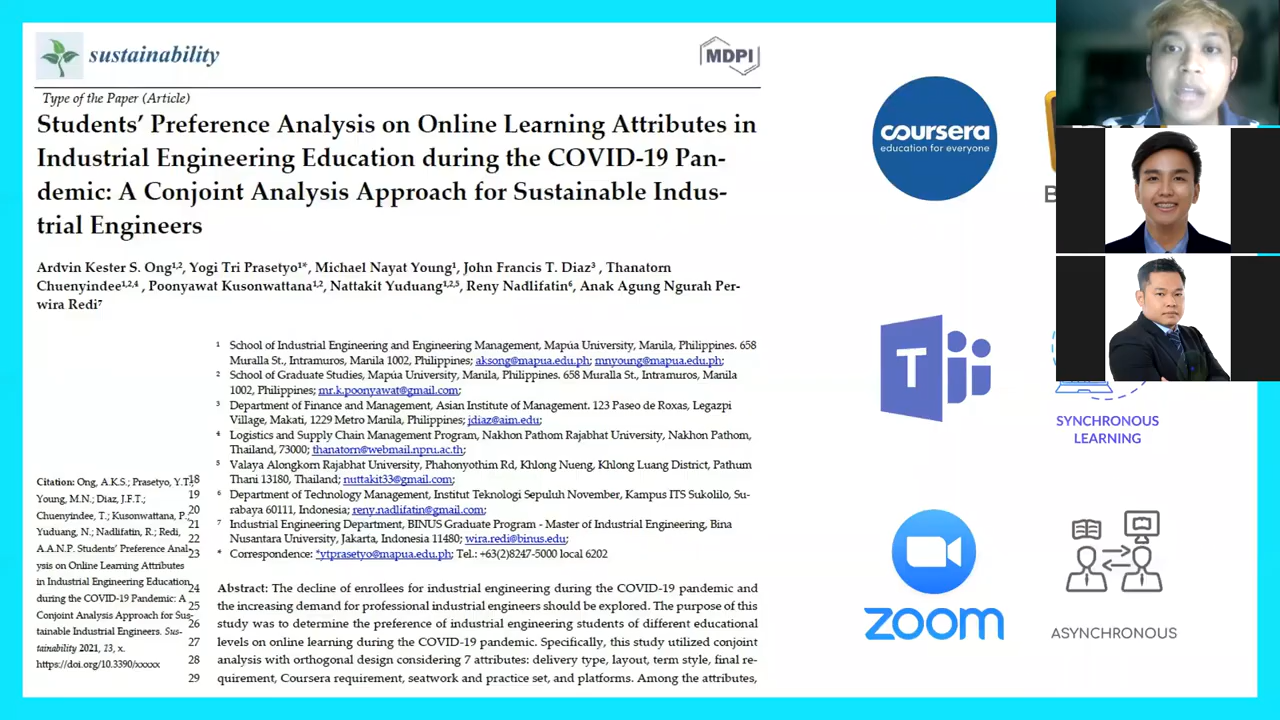 sustainability
MDPI
Type of the Paper (Article)
Students’ Preference Analysis on Online Learning Attributes in
Industrial Engineering Education during the COVID-19 Pan-
demic: A Conjoint Analysis Approach for Sustainable Indus-
trial Engineers
Ardvin Kester S. Ong1,2, Yogi Tri Prasetyo1*, Michael Nayat Young1, John Francis T. Diaz3 , Thanatorn
Chuenyindee1,2,4 , Poonyawat Kusonwattana1,2, Nattakit Yuduang1,2,5, Reny Nadlifatin6, Anak Agung Ngurah Per-
wira Redi7
1 School of Industrial Engineering and Engineering Management, Mapúa University, Manila, Philippines. 658
Muralla St., Intramuros, Manila 1002, Philippines; aksong@mapua.edu.ph; mnyoung@mapua.edu.ph;
2 School of Graduate Studies, Mapúa University, Manila, Philippines. 658 Muralla St., Intramuros, Manila
1002, Philippines; mr.k.poonyawat@gmail.com;
3 Department of Finance and Management, Asian Institute of Management. 123 Paseo de Roxas, Legazpi
Village, Makati, 1229 Metro Manila, Philippines; jdiaz@aim.edu;
4 Logistics and Supply Chain Management Program, Nakhon Pathom Rajabhat University, Nakhon Pathom,
Thailand, 73000; thanatorn@webmail.npru.ac.th;
5 Valaya Alongkorn Rajabhat University, Phahonyothim Rd, Khlong Nueng, Khlong Luang District, Pathum
Thani 13180, Thailand; nuttakit33@gmail.com;
6 Department of Technology Management, Institut Teknologi Sepuluh November, Kampus ITS Sukolilo, Su-
rabaya 60111, Indonesia; reny.nadlifatin@gmail.com;
7 Industrial Engineering Department, BINUS Graduate Program - Master of Industrial Engineering, Bina
Nusantara University, Jakarta, Indonesia 11480; wira.redi@binus.edu;
* Correspondence: *ytprasetyo@mapua.edu.ph; Tel.: +63(2)8247-5000 local 6202
Citation: Ong, A.K.S.; Prasetyo, Y.T.;
Young, M.N.; Diaz, J.F.T.;
Chuenyindee, T.; Kusonwattana, P.;
Yuduang, N.; Nadlifatin, R.; Redi,
A.A.N.P. Students’ Preference Anal-
ysis on Online Learning Attributes
in Industrial Engineering Education
during the COVID-19 Pandemic: A
Conjoint Analysis Approach for Sus-
tainable Industrial Engineers. Sus-
tainability 2021, 13, x.
https://doi.org/10.3390/xxxxx
18
19
20
21
22
23
24
25
26
27
28
29
Abstract: The decline of enrollees for industrial engineering during the COVID-19 pandemic and
the increasing demand for professional industrial engineers should be explored. The purpose of this
study was to determine the preference of industrial engineering students of different educational
levels on online learning during the COVID-19 pandemic. Specifically, this study utilized conjoint
analysis with orthogonal design considering 7 attributes: delivery type, layout, term style, final re-
quirement, Coursera requirement, seatwork and practice set, and platforms. Among the attributes,
coursera
education for everyone
B
T
SYNCHRONOUS
LEARNING
zoom
ASYNCHRONOUS